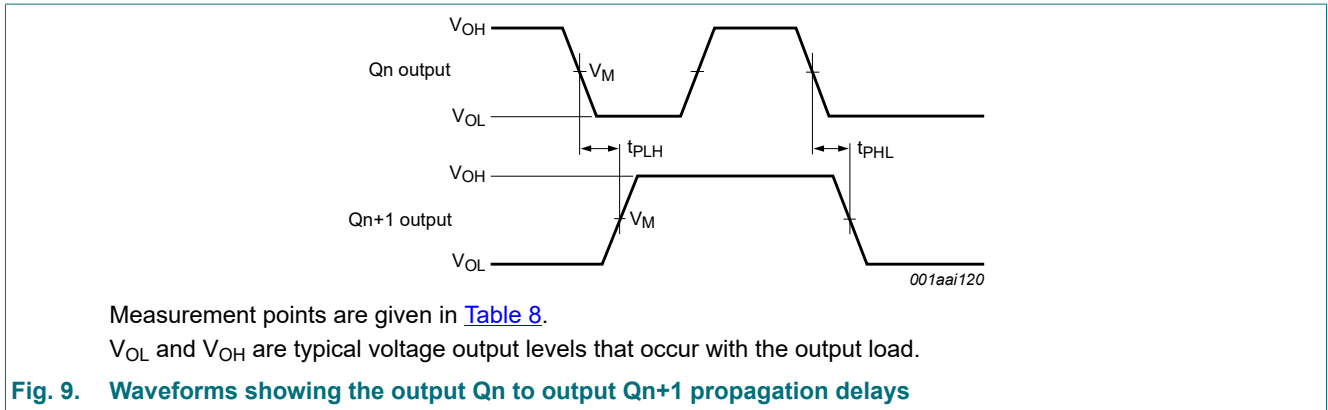 VOH
Qn output
VM
VOL
tPLH
tPHL
VOH
Qn+1 output
VM
VOL
001aai120
Measurement points are given in Table 8.
VOL and VOH are typical voltage output levels that occur with the output load.
Fig. 9. Waveforms showing the output Qn to output Qn+1 propagation delays